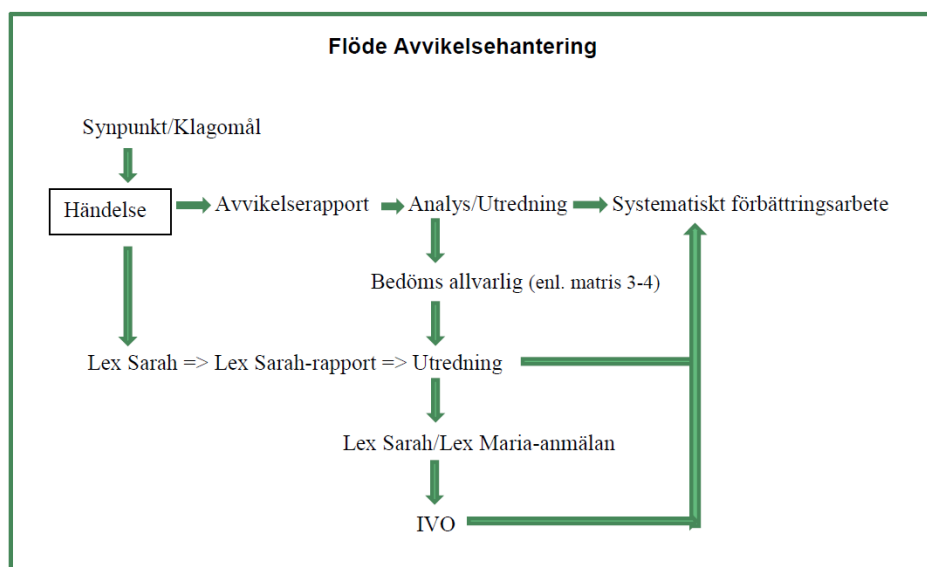 Flöde Avvikelsehantering
Synpunkt/Klagomål
Händelse
Avvikelserapport
Analys/Utredning
Systematiskt förbättringsarbete
Bedöms allvarlig (enl. matris 3-4)
Lex Sarah => Lex Sarah-rapport => Utredning
Lex Sarah/Lex Maria-anmälan
IVO